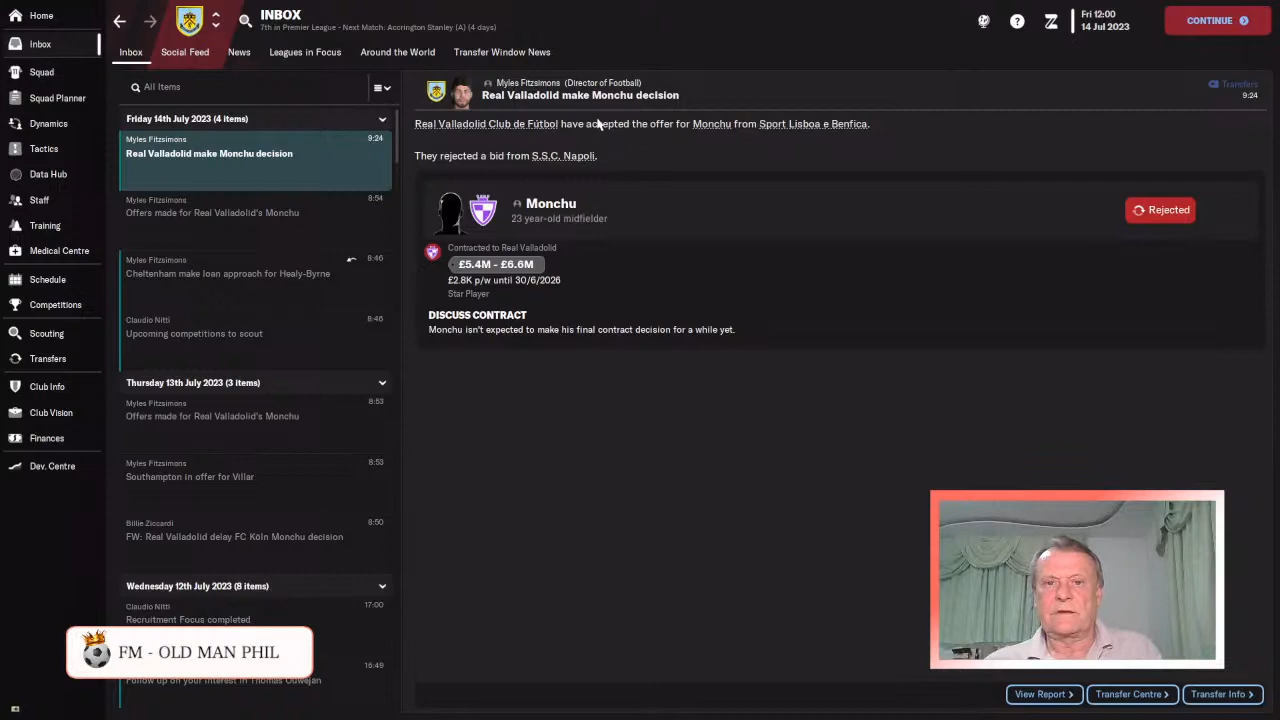 Home
Inbox
Squad
Squad Planner
Dynamics
Tactics
Data Hub
Staff
Training
Medical Centre
Schedule
Competitions
Scouting
Transfers
Club Info
Club Vision
Finances
Dev. Centre
INBOX
7th in Premier League - Next Match: Accrington Stanley (A) (4 days)
Fri 12:00
14 Jul 2023
CONTINUE
Inbox
Social Feed
News
Leagues in Focus
Around the World
Transfer Window News
All Items
Friday 14th July 2023 (4 items)
Myles Fitzsimons
9:24
Real Valladolid make Monchu decision
Myles Fitzsimons
8:54
Offers made for Real Valladolid's Monchu
Myles Fitzsimons
8:46
Cheltenham make loan approach for Healy-Byrne
Claudio Nitti
8:46
Upcoming competitions to scout
Thursday 13th July 2023 (3 items)
Myles Fitzsimons
8:53
Offers made for Real Valladolid's Monchu
Myles Fitzsimons
8:53
Southampton in offer for Villar
Billie Ziccardi
8:50
FW: Real Valladolid delay FC Köln Monchu decision
Wednesday 12th July 2023 (8 items)
Claudio Nitti
17:00
Recruitment Focus completed
16:49
Follow up on your interest in Thomas Ouwejan
Myles Fitzsimons (Director of Football)
Real Valladolid make Monchu decision
Transfers
9:24
Real Valladolid Club de Fútbol have accepted the offer for Monchu from Sport Lisboa e Benfica.
They rejected a bid from S.S.C. Napoli.
Monchu
23 year-old midfielder
Rejected
Contracted to Real Valladolid
£5.4M - £6.6M
£2.8K p/w until 30/6/2026
Star Player
DISCUSS CONTRACT
Monchu isn't expected to make his final contract decision for a while yet.
FM - OLD MAN PHIL
View Report
Transfer Centre
Transfer Info